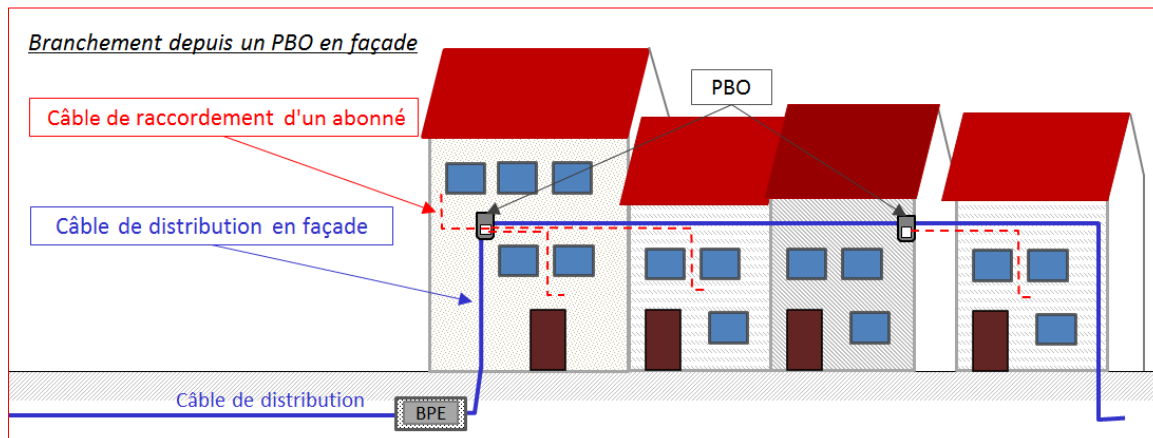 Branchement depuis un PBO en façade
PBO
Câble de raccordement d'un abonné
Câble de distribution en façade
Câble de distribution
BPE